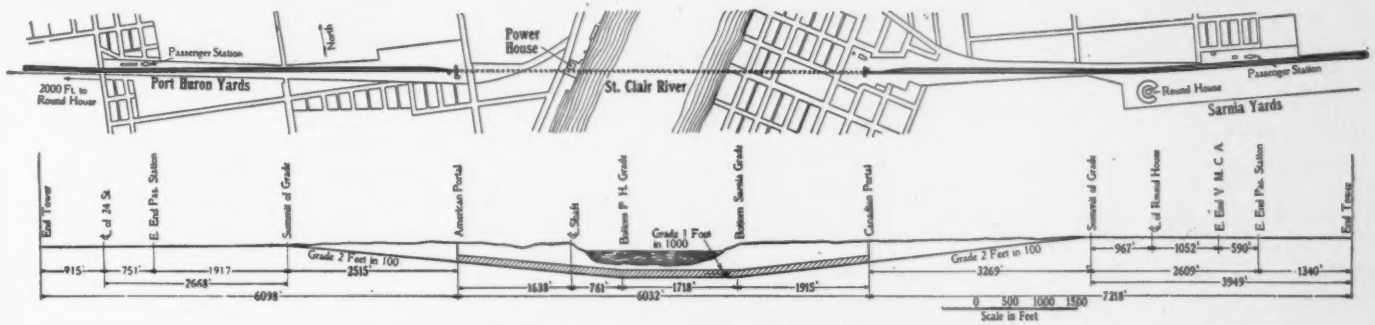 North
Passenger Station
Power
House
Port Huron Yards
St. Clair River
2000 Ft. to
Round House
Passenger Station
Round House
Sarnia Yards
End Tower
℄ of 24 St
E. End Pas. Station
Summit of Grade
American Portal
℄ Shaft
Bottom P. H. Grade
Bottom Sarnia Grade
Canadian Portal
Summit of Grade
℄ of Round House
E. End Y. M. C. A.
E. End Pas. Station
End Tower
Grade 1 Foot
in 1000
Grade 2 Feet in 100
Grade 2 Feet in 100
967' 1052' 590'
915' 751' 1917 2515' 3269' 2609' 1340'
2668' 1638' 761' 1718' 1915' 3949'
6098' 6032' 7218'
0 500 1000 1500
Scale in Feet